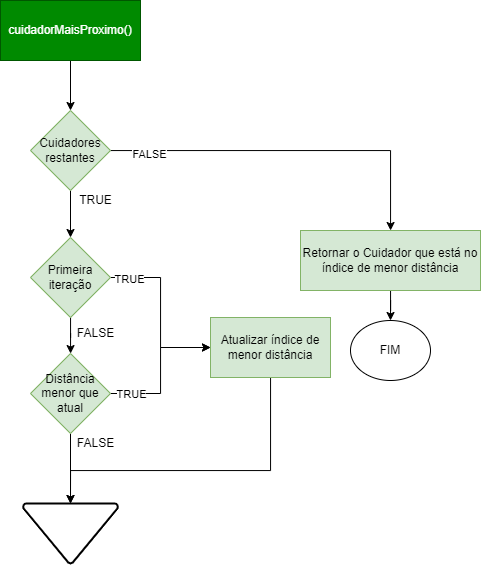 cuidadorMaisProximo()
Cuidadores
restantes
FALSE
TRUE
Retornar o Cuidador que está no
índice de menor distância
Primeira
iteração
TRUE
FALSE
Atualizar índice de
menor distância
FIM
Distância
menor que
atual
TRUE
FALSE